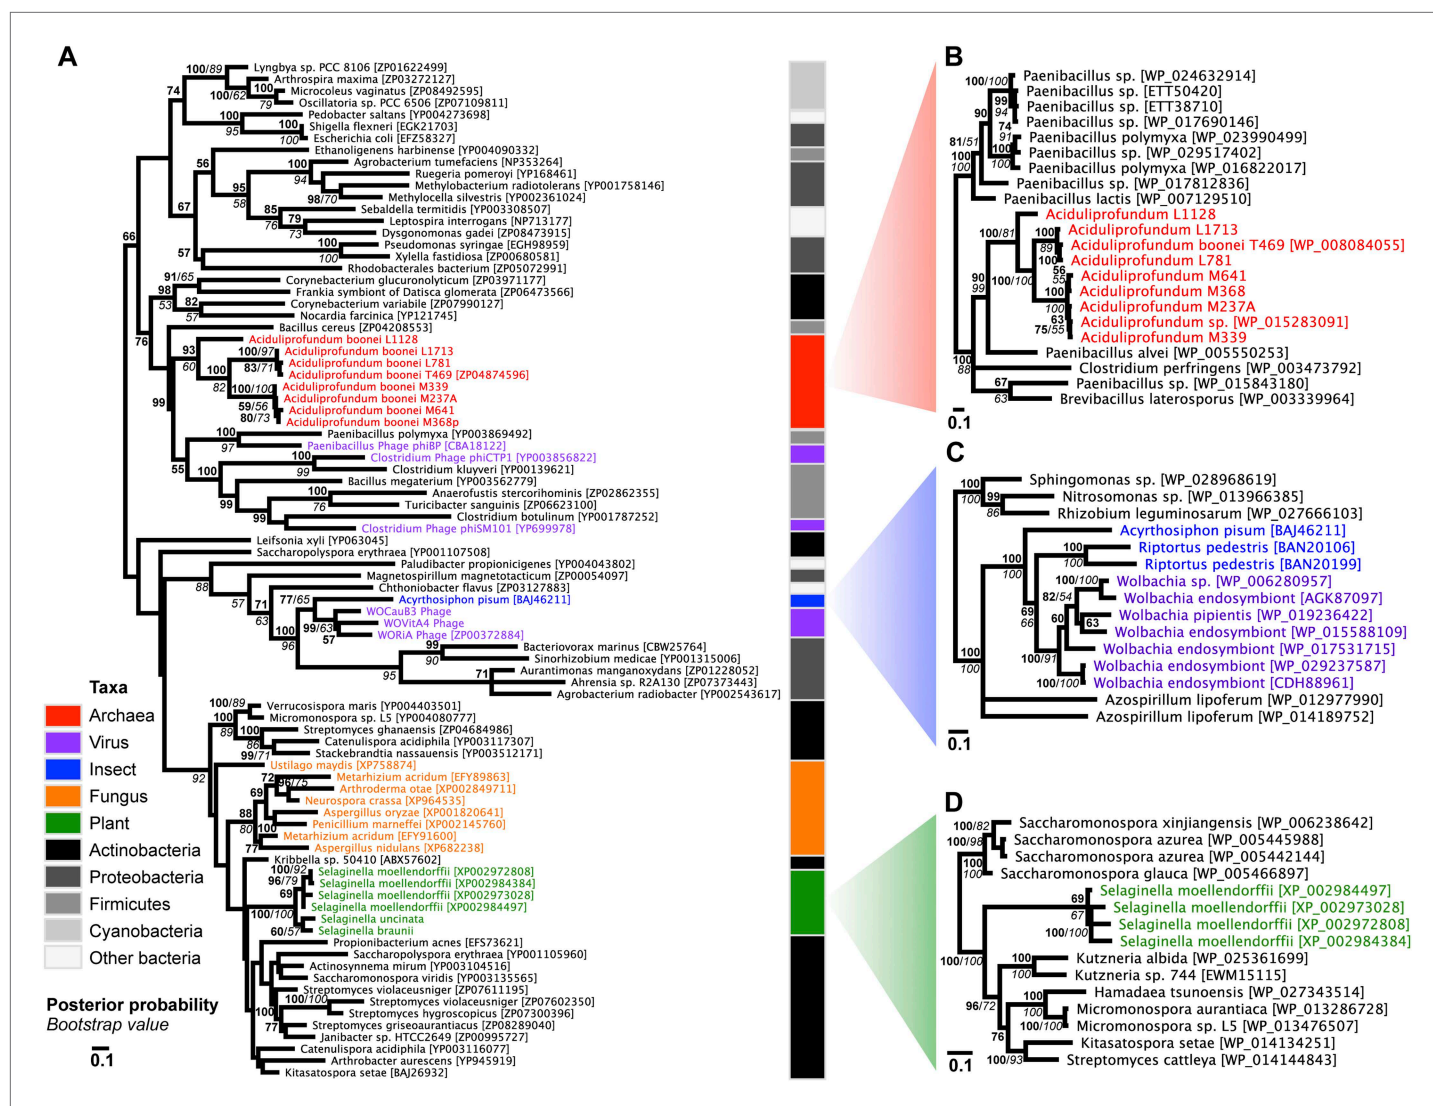 A
Lyngbya sp. PCC 8106 [ZP01622499]
Arthrospira maxima [ZP03272127]
Microcoleus vaginatus [ZP08492595]
Oscillatoria sp. PCC 6506 [ZP07109811]
Pedobacter saltans [YP004273698]
Shigella flexneri [EGK21703]
Escherichia coli [EFZ58327]
Ethanoligenens harbinense [YP004090332]
Agrobacterium tumefaciens [NP353264]
Ruegeria pomeroyi [YP168461]
Methylobacterium radiotolerans [YP001758146]
Methylocella silvestris [YP002361024]
Sebaldella termitidis [YP003308507]
Leptospira interrogans [NP713177]
Dysgonomonas gadei [ZP08473915]
Pseudomonas syringae [EGH98959]
Xylella fastidiosa [ZP00680581]
Rhodobacterales bacterium [ZP05072991]
Corynebacterium glucuronolyticum [ZP03971177]
Frankia symbiont of Datisca glomerata [ZP06473566]
Corynebacterium variabile [ZP07990127]
Nocardia farcinica [YP121745]
Bacillus cereus [ZP04208553]
Aciduliprofundum boonei L1128
Aciduliprofundum boonei L1713
Aciduliprofundum boonei L781
Aciduliprofundum boonei T469 [ZP04874596]
Aciduliprofundum boonei M339
Aciduliprofundum boonei M237A
Aciduliprofundum boonei M641
Aciduliprofundum boonei M368p
Paenibacillus polymyxa [YP003869492]
Paenibacillus Phage phiBP [CBA18122]
Clostridium Phage phiCTP1 [YP003856822]
Clostridium kluyveri [YP00139621]
Bacillus megaterium [YP003562779]
Anaerofustis stercorihominis [ZP02862355]
Turicibacter sanguinis [ZP06623100]
Clostridium botulinum [YP001787252]
Clostridium Phage phiSM101 [YP699978]
Leifsonia xyli [YP063045]
Saccharopolyspora erythraea [YP001107508]
Paludibacter propionicigenes [YP004043802]
Magnetospirillum magnetotacticum [ZP00054097]
Chthoniobacter flavus [ZP03127883]
Acyrthosiphon pisum [BAJ46211]
WOCauB3 Phage
WOVitA4 Phage
WORiA Phage [ZP00372884]
Bacteriovorax marinus [CBW25764]
Sinorhizobium medicae [YP001315006]
Aurantimonas manganoxydans [ZP01228052]
Ahrensia sp. R2A130 [ZP07373443]
Agrobacterium radiobacter [YP002543617]
Verrucosispora maris [YP004403501]
Micromonospora sp. L5 [YP004080777]
Streptomyces ghanaensis [ZP04684986]
Catenulispora acidiphila [YP003117307]
Stackebrandtia nassauensis [YP003512171]
Ustilago maydis [XP758874]
Metarhizium acridum [EFY89863]
Arthroderma otae [XP002849711]
Neurospora crassa [XP964535]
Aspergillus oryzae [XP001820641]
Penicillium marneffei [XP002145760]
Metarhizium acridum [EFY91600]
Aspergillus nidulans [XP682238]
Kribbella sp. 50410 [ABX57602]
Selaginella moellendorffii [XP002972808]
Selaginella moellendorffii [XP002984384]
Selaginella moellendorffii [XP002973028]
Selaginella moellendorffii [XP002984497]
Selaginella uncinata
Selaginella braunii
Propionibacterium acnes [EFS73621]
Saccharopolyspora erythraea [YP001105960]
Actinosynnema mirum [YP003104516]
Saccharomonospora viridis [YP003135565]
Streptomyces violaceusniger [ZP07611195]
Streptomyces violaceusniger [ZP07602350]
Streptomyces hygroscopicus [ZP07300396]
Streptomyces griseoaurantiacus [ZP08289040]
Janibacter sp. HTCC2649 [ZP00995727]
Catenulispora acidiphila [YP003116077]
Arthrobacter aurescens [YP945919]
Kitasatospora setae [BAJ26932]
100/89
100/62
100
79
74
100
95
100
100
66
56
100
94
95
58
98/70
85
76
79
73
67
57
100
100
91/65
98
53
82
57
76
93
60
100/97
83/71
100
82
100/100
59/56
80/73
99
100
97
55
100
99
100
99
100
76
99
88
57
71
63
77/65
99/63
57
100
96
99
90
95
71
100/89
100
89
100
86
99/71
92
72
96/75
69
88
80
100
77
100/92
96/79
69
100/100
60/57
100/100
100
77
Taxa
Archaea
Virus
Insect
Fungus
Plant
Actinobacteria
Proteobacteria
Firmicutes
Cyanobacteria
Other bacteria
Posterior probability
Bootstrap value
0.1
B
Paenibacillus sp. [WP_024632914]
Paenibacillus sp. [ETT50420]
Paenibacillus sp. [ETT38710]
Paenibacillus sp. [WP_017690146]
Paenibacillus polymyxa [WP_023990499]
Paenibacillus sp. [WP_029517402]
Paenibacillus polymyxa [WP_016822017]
Paenibacillus sp. [WP_017812836]
Paenibacillus lactis [WP_007129510]
Aciduliprofundum L1128
Aciduliprofundum L1713
Aciduliprofundum boonei T469 [WP_008084055]
Aciduliprofundum L781
Aciduliprofundum M641
Aciduliprofundum M368
Aciduliprofundum M237A
Aciduliprofundum sp. [WP_015283091]
Aciduliprofundum M339
Paenibacillus alvei [WP_005550253]
Clostridium perfringens [WP_003473792]
Paenibacillus sp. [WP_015843180]
Brevibacillus laterosporus [WP_003339964]
100/100
99
94
90
74
91
100
100
81/51
100
100
100/81
100
89
100
90
99
100/100
56
55
100
100
63
75/55
100
88
67
63
0.1
C
Sphingomonas sp. [WP_028968619]
Nitrosomonas sp. [WP_013966385]
Rhizobium leguminosarum [WP_027666103]
Acyrthosiphon pisum [BAJ46211]
Riptortus pedestris [BAN20106]
Riptortus pedestris [BAN20199]
Wolbachia sp. [WP_006280957]
Wolbachia endosymbiont [AGK87097]
Wolbachia pipientis [WP_019236422]
Wolbachia endosymbiont [WP_015588109]
Wolbachia endosymbiont [WP_017531715]
Wolbachia endosymbiont [WP_029237587]
Wolbachia endosymbiont [CDH88961]
Azospirillum lipoferum [WP_012977990]
Azospirillum lipoferum [WP_014189752]
100
100
99
86
100
100
100
100
100/100
82/54
69
66
60
63
100/91
100/100
100
100
0.1
D
Saccharomonospora xinjiangensis [WP_006238642]
Saccharomonospora azurea [WP_005445988]
Saccharomonospora azurea [WP_005442144]
Saccharomonospora glauca [WP_005466897]
Selaginella moellendorffii [XP_002984497]
Selaginella moellendorffii [XP_002973028]
Selaginella moellendorffii [XP_002972808]
Selaginella moellendorffii [XP_002984384]
Kutzneria albida [WP_025361699]
Kutzneria sp. 744 [EWM15115]
Hamadaea tsunoensis [WP_027343514]
Micromonospora aurantiaca [WP_013286728]
Micromonospora sp. L5 [WP_013476507]
Kitasatospora setae [WP_014134251]
Streptomyces cattleya [WP_014144843]
100/82
100/98
100
100
69
67
100/100
100/100
100
100
96/72
100
100
100/100
76
100/93
0.1